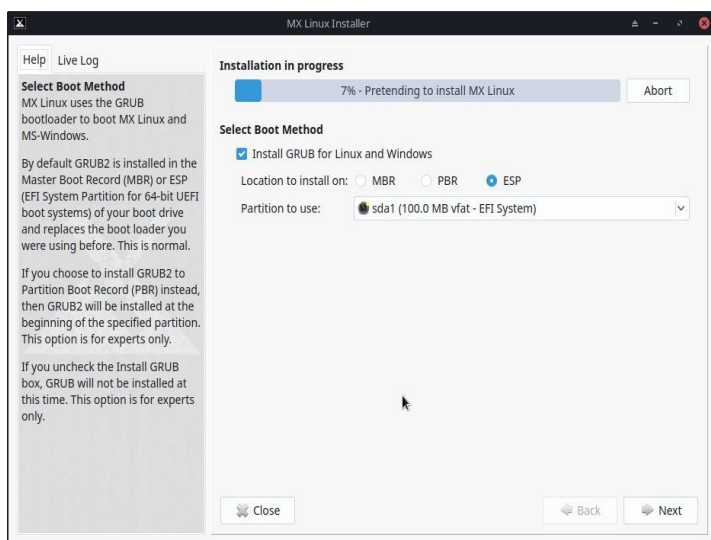 MX Linux Installer
Help Live Log
Select Boot Method
MX Linux uses the GRUB
bootloader to boot MX Linux and
MS-Windows.
By default GRUB2 is installed in the
Master Boot Record (MBR) or ESP
(EFI System Partition for 64-bit UEFI
boot systems) of your boot drive
and replaces the boot loader you
were using before. This is normal.
If you choose to install GRUB2 to
Partition Boot Record (PBR) instead,
then GRUB2 will be installed at the
beginning of the specified partition.
This option is for experts only.
If you uncheck the Install GRUB
box, GRUB will not be installed at
this time. This option is for experts
only.
Installation in progress
7% - Pretending to install MX Linux Abort
Select Boot Method
Install GRUB for Linux and Windows
Location to install on: MBR PBR ESP
Partition to use: sda1 (100.0 MB vfat - EFI System)
Close Back Next